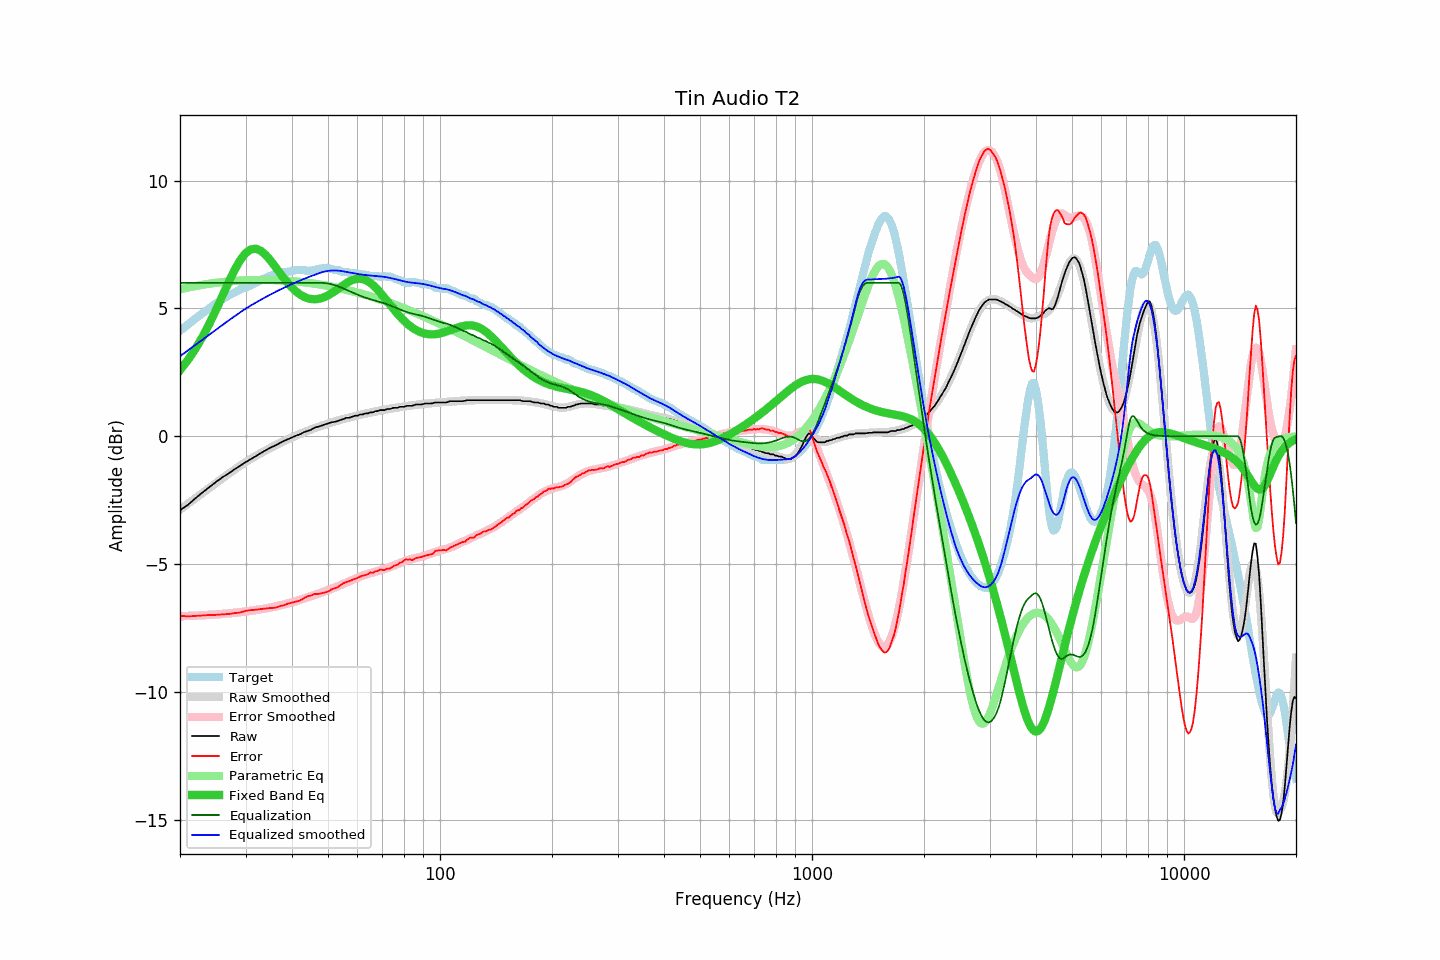 Tin Audio T2
Amplitude (dBr)
10
5
0
−5
−10
−15
Target
Raw Smoothed
Error Smoothed
Raw
Error
Parametric Eq
Fixed Band Eq
Equalization
Equalized smoothed
100
1000
10000
Frequency (Hz)